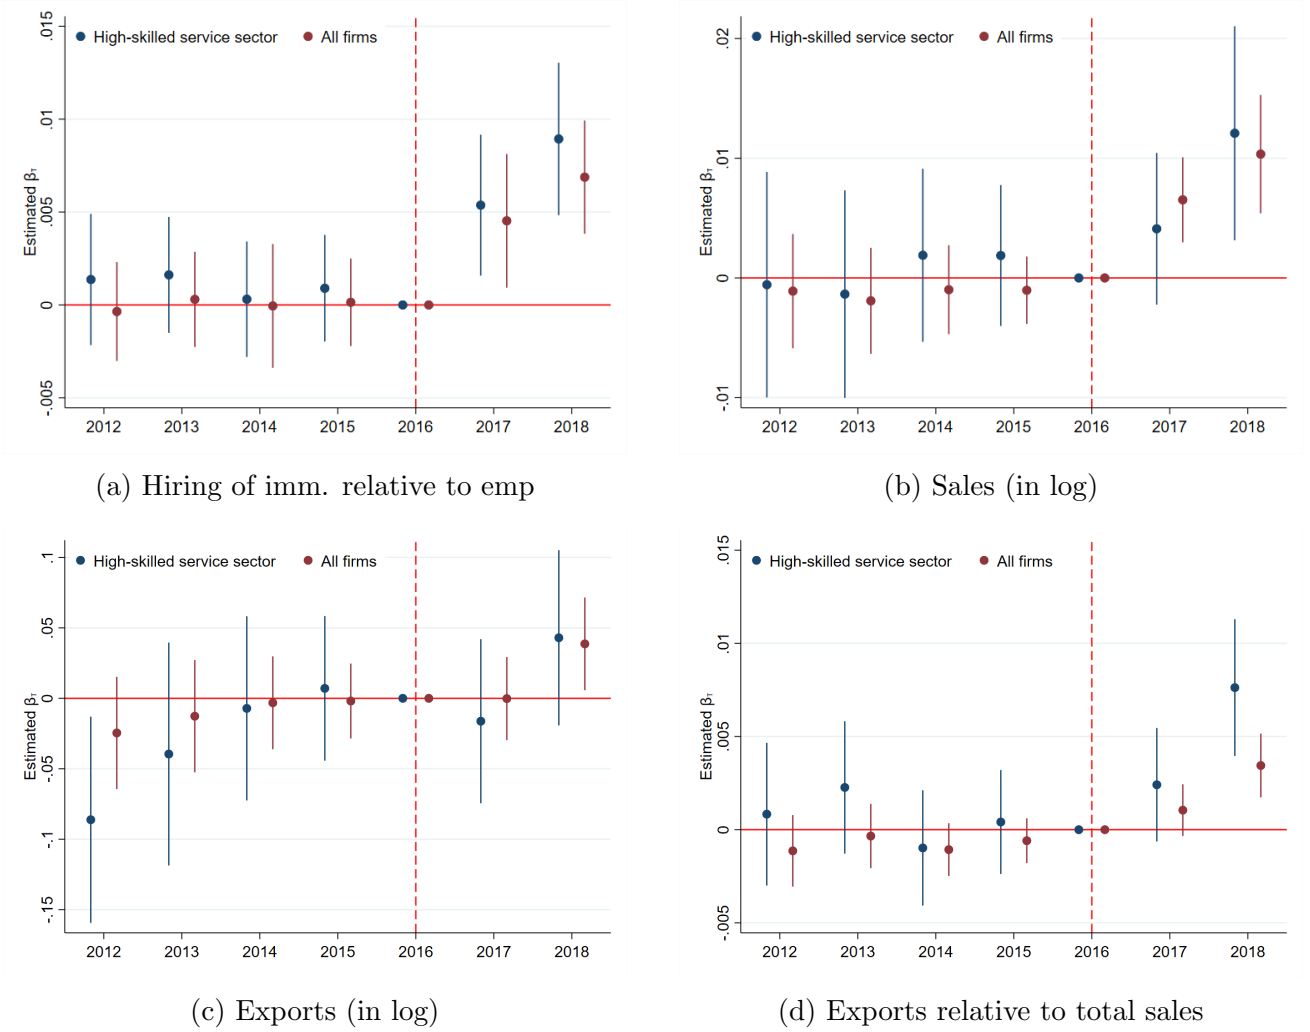 High-skilled service sector All firms
Estimated βτ
.015
.01
.005
0
-.005
2012 2013 2014 2015 2016 2017 2018
(a) Hiring of imm. relative to emp
High-skilled service sector All firms
Estimated βτ
.02
.01
0
-.01
2012 2013 2014 2015 2016 2017 2018
(b) Sales (in log)
High-skilled service sector All firms
Estimated βτ
.1
.05
0
-.05
-.1
-.15
2012 2013 2014 2015 2016 2017 2018
(c) Exports (in log)
High-skilled service sector All firms
Estimated βτ
.015
.01
.005
0
-.005
2012 2013 2014 2015 2016 2017 2018
(d) Exports relative to total sales